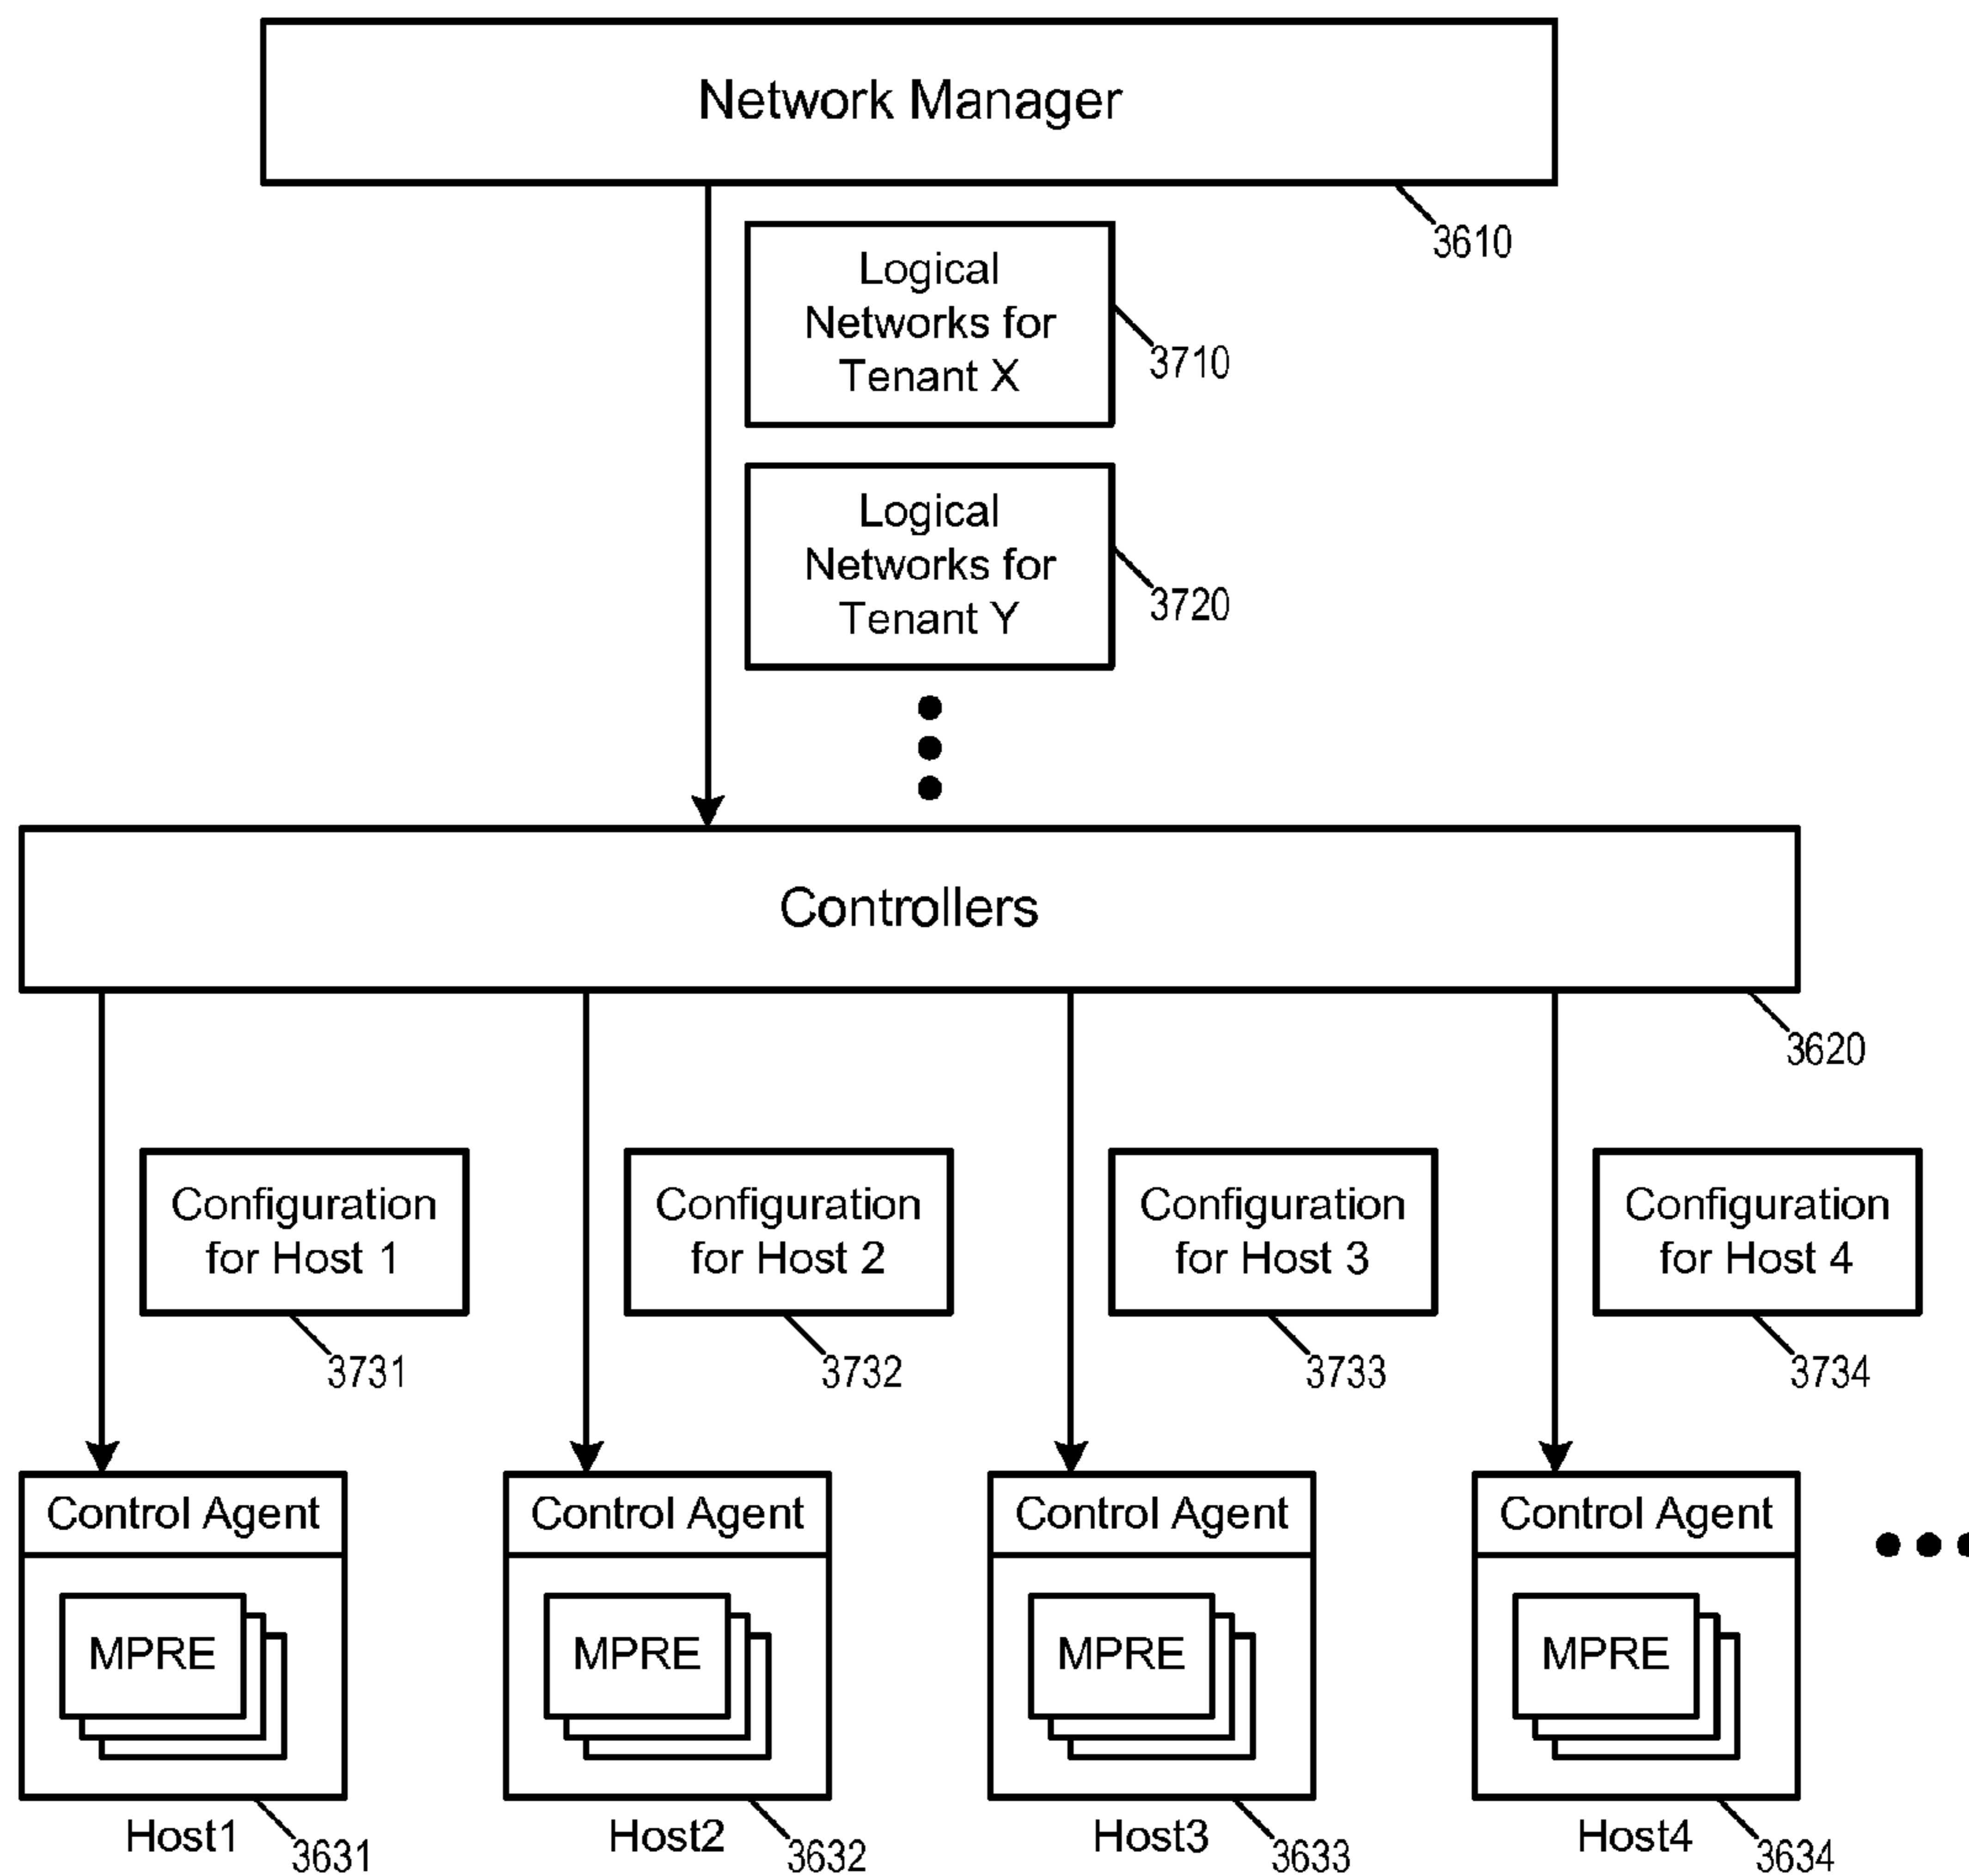 Network Manager
3610
Logical
Networks for
Tenant X
3710
Logical
Networks for
Tenant Y
3720
Controllers
3620
Configuration
for Host 1
3731
Configuration
for Host 2
3732
Configuration
for Host 3
3733
Configuration
for Host 4
3734
Control Agent
MPRE
Host1
3631
Control Agent
MPRE
Host2
3632
Control Agent
MPRE
Host3
3633
Control Agent
MPRE
Host4
3634